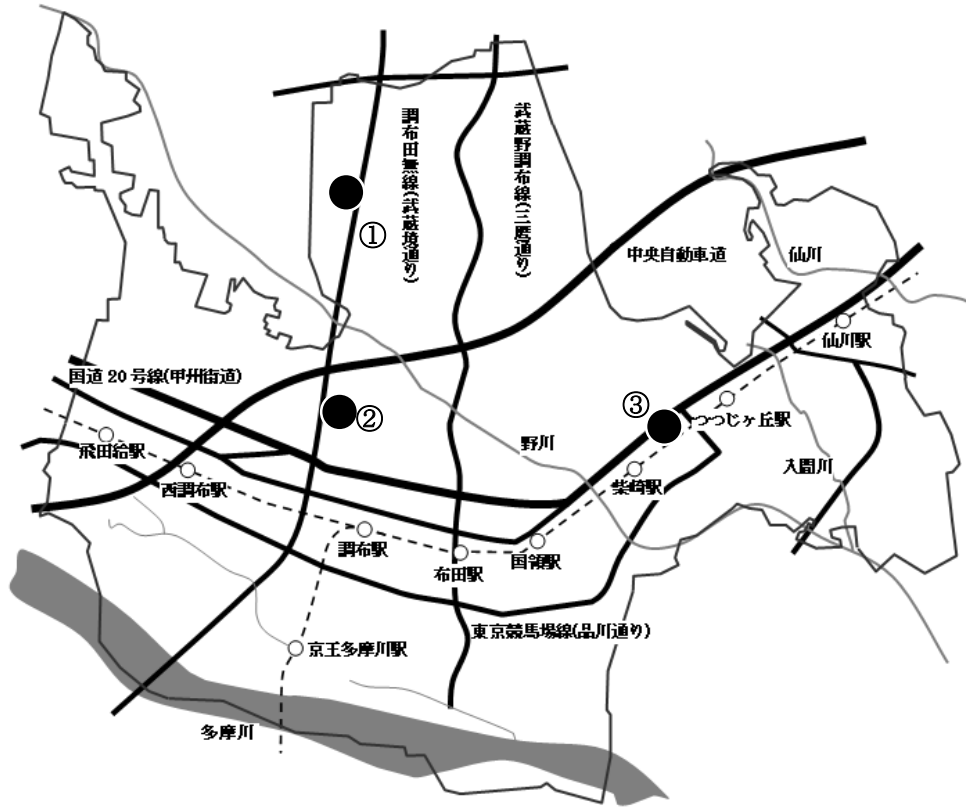 調布田無線(武蔵境通り)
武蔵野調布線(三鷹通り)
①
中央自動車道
仙川
仙川駅
国道20号線(甲州街道)
②
③
つつじヶ丘駅
飛田給駅
野川
柴崎駅
入間川
西調布駅
調布駅
布田駅
国領駅
東京競馬場線(品川通り)
京王多摩川駅
多摩川